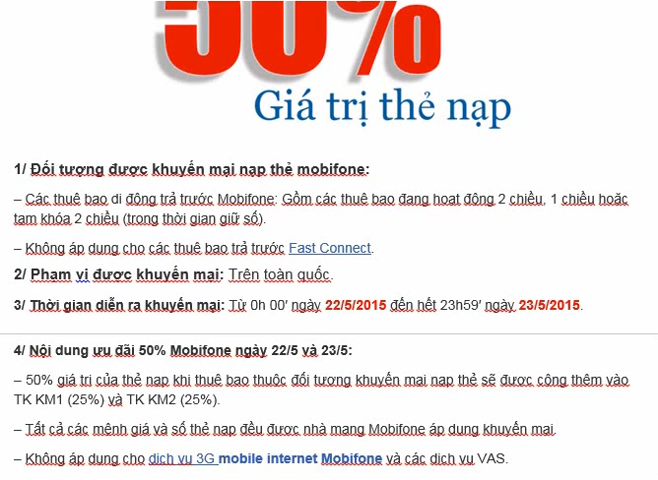 50%
Giá trị thẻ nạp
1/ Đối tượng được khuyến mại nạp thẻ mobifone:
– Các thuê bao di động trả trước Mobifone: Gồm các thuê bao đang hoạt động 2 chiều, 1 chiều hoặc
tạm khóa 2 chiều (trong thời gian giữ số).
– Không áp dụng cho các thuê bao trả trước Fast Connect.
2/ Phạm vi được khuyến mại: Trên toàn quốc.
3/ Thời gian diễn ra khuyến mại: Từ 0h 00′ ngày 22/5/2015 đến hết 23h59′ ngày 23/5/2015.
4/ Nội dung ưu đãi 50% Mobifone ngày 22/5 và 23/5:
– 50% giá trị của thẻ nạp khi thuê bao thuộc đối tượng khuyến mại nạp thẻ sẽ được cộng thêm vào
TK KM1 (25%) và TK KM2 (25%).
– Tất cả các mệnh giá và số thẻ nạp đều được nhà mạng Mobifone áp dụng khuyến mại.
– Không áp dụng cho dịch vụ 3G mobile internet Mobifone và các dịch vụ VAS.